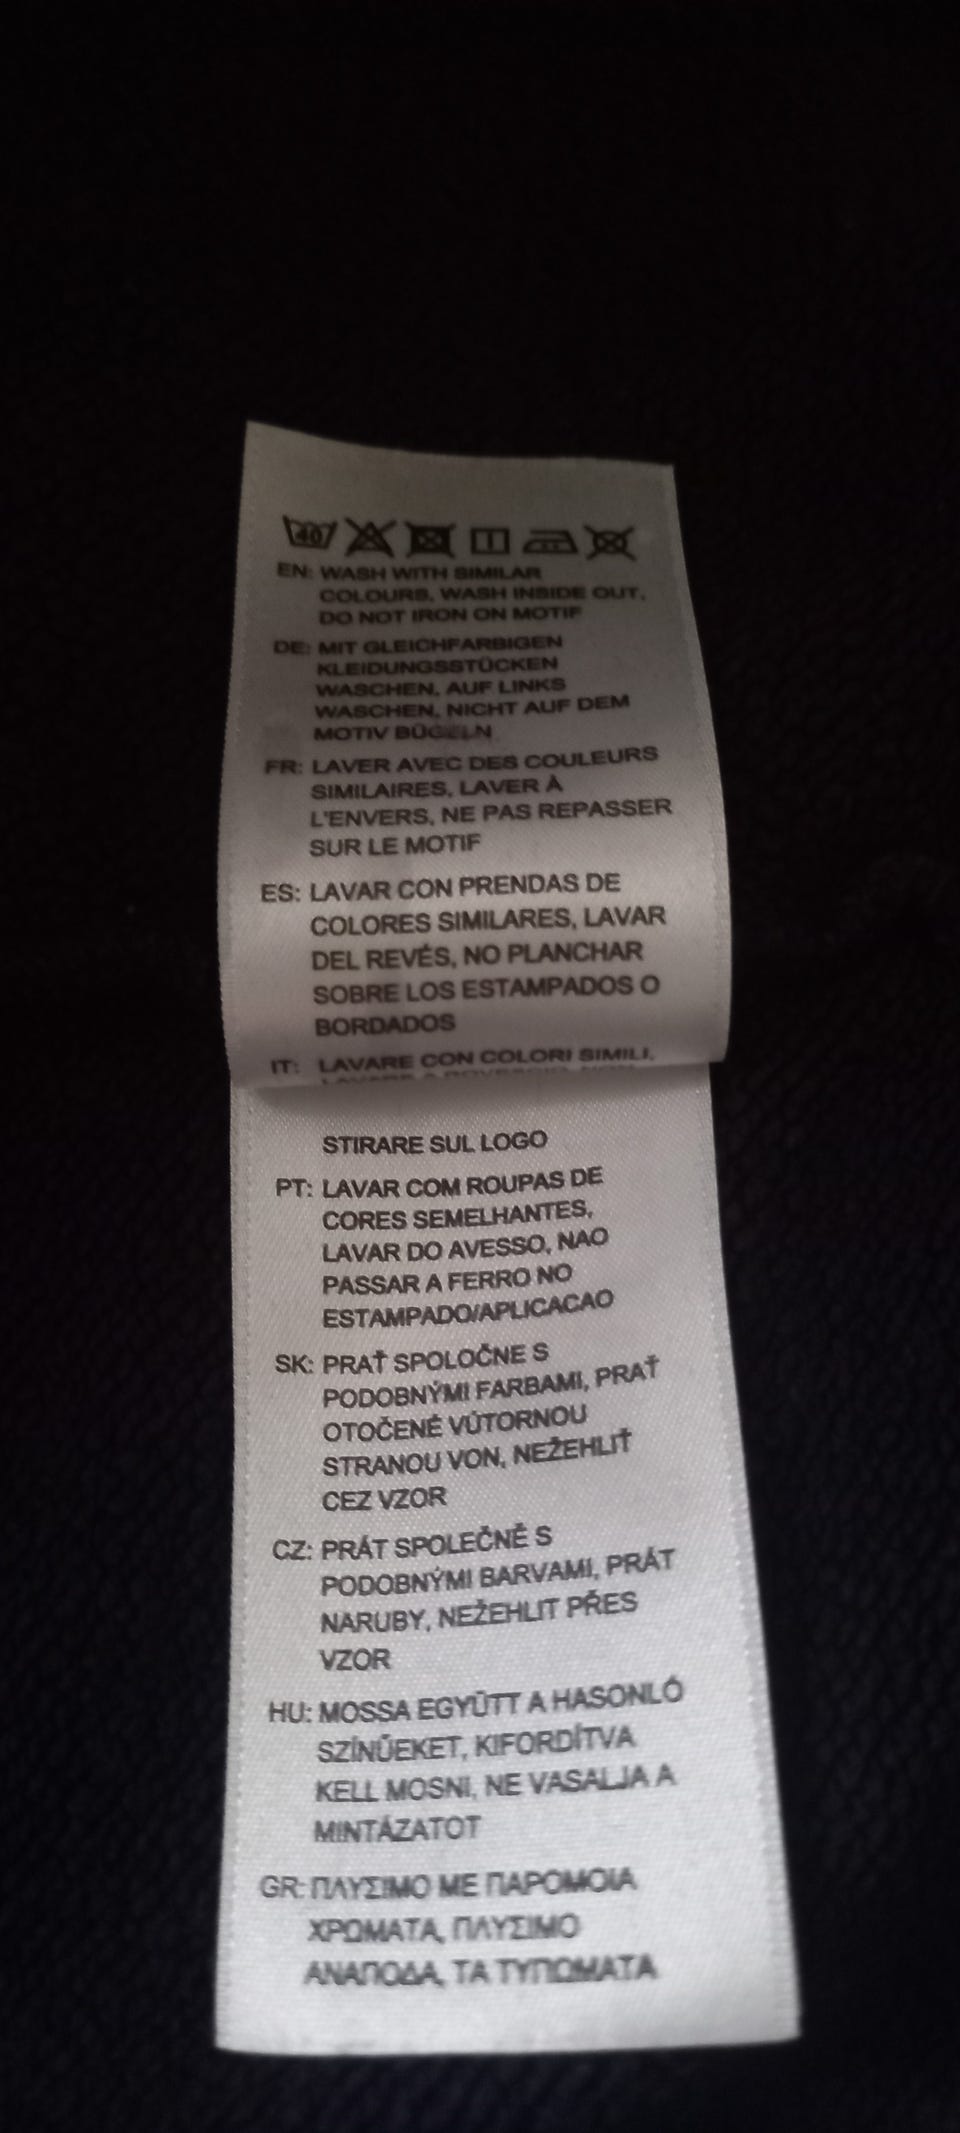 40
EN: WASH WITH SIMILAR
COLOURS, WASH INSIDE OUT,
DO NOT IRON ON MOTIF
DE: MIT GLEICHFARBIGEN
KLEIDUNGSSTÜCKEN
WASCHEN, AUF LINKS
WASCHEN, NICHT AUF DEM
MOTIV BÜGELN
FR: LAVER AVEC DES COULEURS
SIMILAIRES, LAVER À
L'ENVERS, NE PAS REPASSER
SUR LE MOTIF
ES: LAVAR CON PRENDAS DE
COLORES SIMILARES, LAVAR
DEL REVÉS, NO PLANCHAR
SOBRE LOS ESTAMPADOS O
BORDADOS
IT: LAVARE CON COLORI SIMILI,
STIRARE SUL LOGO
PT: LAVAR COM ROUPAS DE
CORES SEMELHANTES,
LAVAR DO AVESSO, NAO
PASSAR A FERRO NO
ESTAMPADO/APLICACAO
SK: PRAŤ SPOLOČNE S
PODOBNÝMI FARBAMI, PRAŤ
OTOČENÉ VÚTORNOU
STRANOU VON, NEŽEHLIŤ
CEZ VZOR
CZ: PRÁT SPOLEČNĚ S
PODOBNÝMI BARVAMI, PRÁT
NARUBY, NEŽEHLIT PŘES
VZOR
HU: MOSSA EGYÜTT A HASONLÓ
SZÍNŰEKET, KIFORDÍTVA
KELL MOSNI, NE VASALJA A
MINTÁZATOT
GR: ΠΛΥΣΙΜΟ ΜΕ ΠΑΡΟΜΟΙΑ
ΧΡΩΜΑΤΑ, ΠΛΥΣΙΜΟ
ΑΝΑΠΟΔΑ, ΤΑ ΤΥΠΩΜΑΤΑ